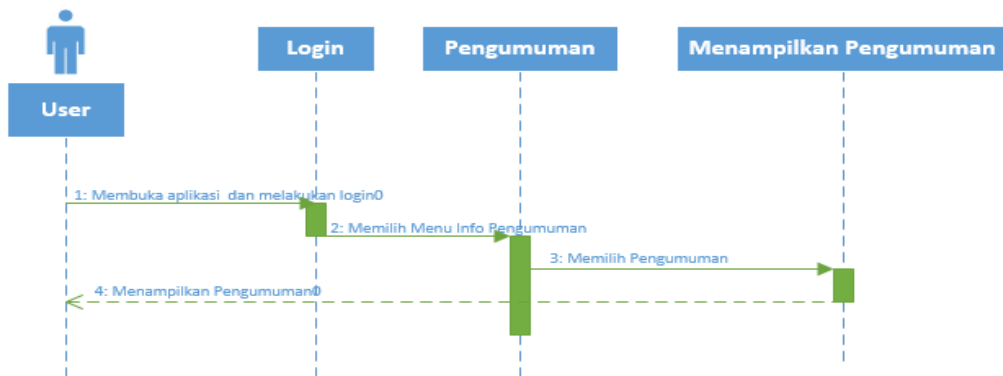 Login
Pengumuman
Menampilkan Pengumuman
User
1: Membuka aplikasi dan melakukan login0
2: Memilih Menu Info Pengumuman
3: Memilih Pengumuman
4: Menampilkan Pengumuman0